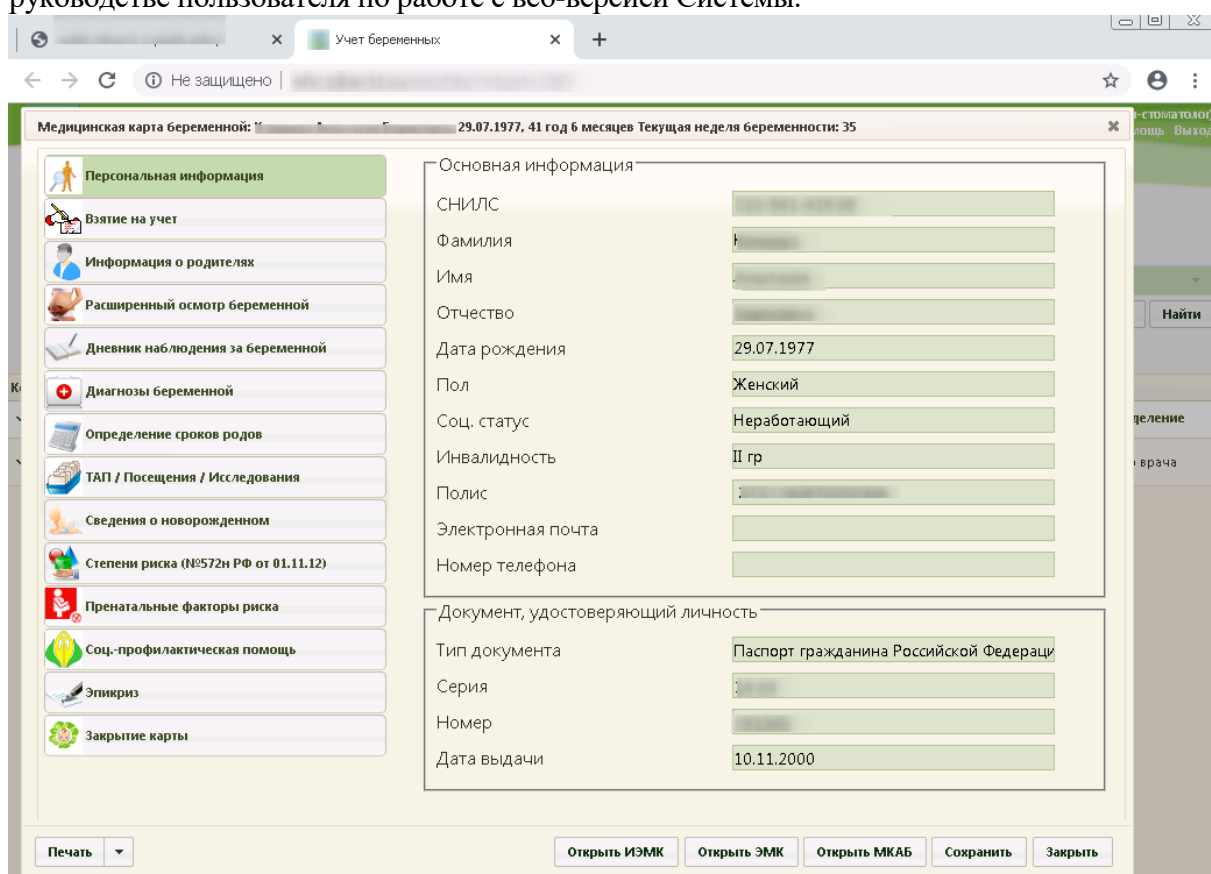 руководстве пользователя по работе с веб-версией Системы.
Учет беременных
Не защищено
Медицинская карта беременной: 29.07.1977, 41 год 6 месяцев Текущая неделя беременности: 35
-стоматолог
Выход
Персональная информация
Взятие на учет
Информация о родителях
Расширенный осмотр беременной
Дневник наблюдения за беременной
Диагнозы беременной
Определение сроков родов
ТАП / Посещения / Исследования
Сведения о новорожденном
Степени риска (№572н РФ от 01.11.12)
Пренатальные факторы риска
Соц.-профилактическая помощь
Эпикриз
Закрытие карты
Основная информация
СНИЛС
Фамилия
Имя
Отчество
Дата рождения 29.07.1977
Пол Женский
Соц. статус Неработающий
Инвалидность II гр
Полис
Электронная почта
Номер телефона
Документ, удостоверяющий личность
Тип документа Паспорт гражданина Российской Федераци
Серия
Номер
Дата выдачи 10.11.2000
Найти
деление
врача
Печать Открыть ИЭМК Открыть ЭМК Открыть МКАБ Сохранить Закрыть